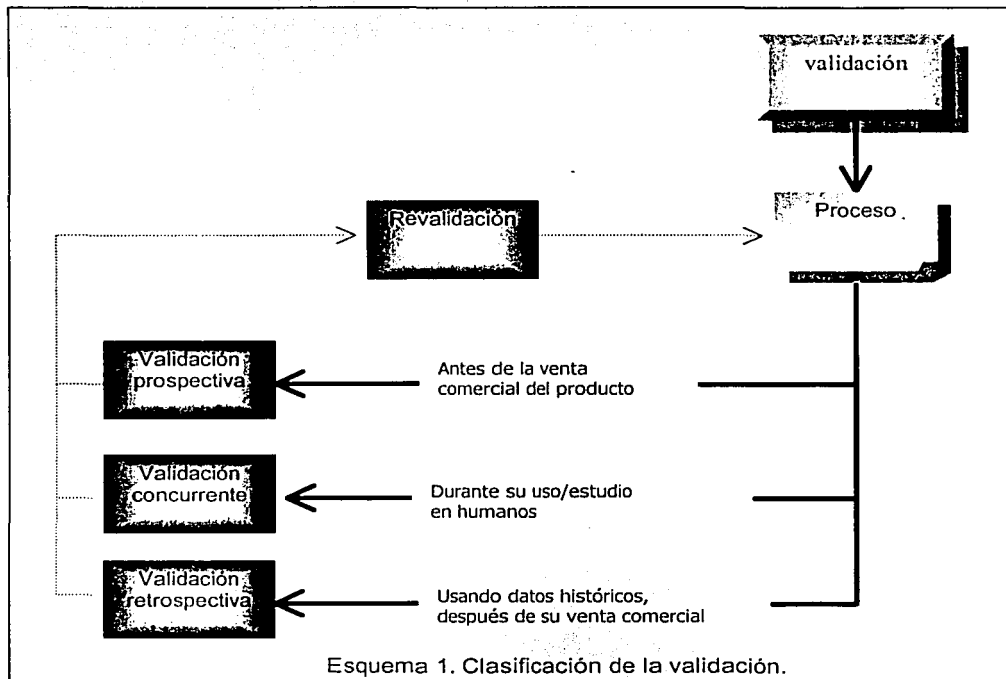 validación
Proceso
Revalidación
Validación
prospectiva
Antes de la venta
comercial del producto
Validación
concurrente
Durante su uso/estudio
en humanos
Validación
retrospectiva
Usando datos históricos,
después de su venta comercial
Esquema 1. Clasificación de la validación.